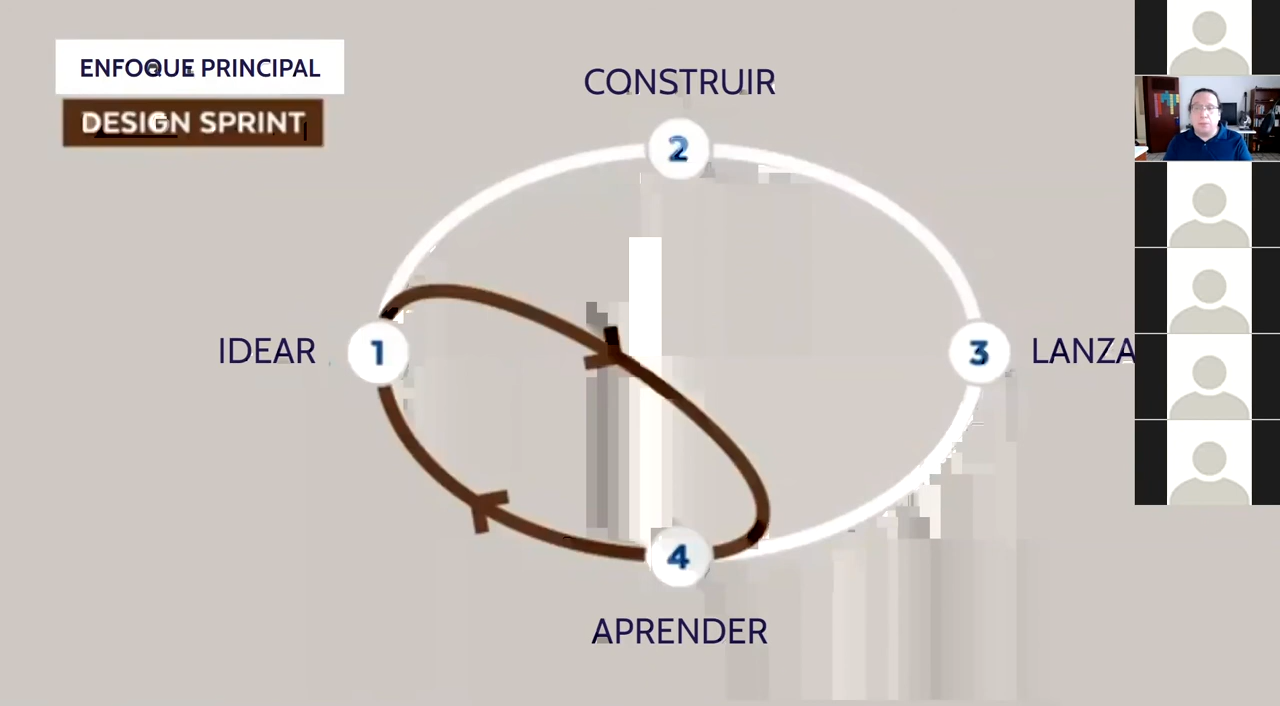 ENFOQUE PRINCIPAL
DESIGN SPRINT
CONSTRUIR
2
IDEAR
1
3
LANZA
4
APRENDER